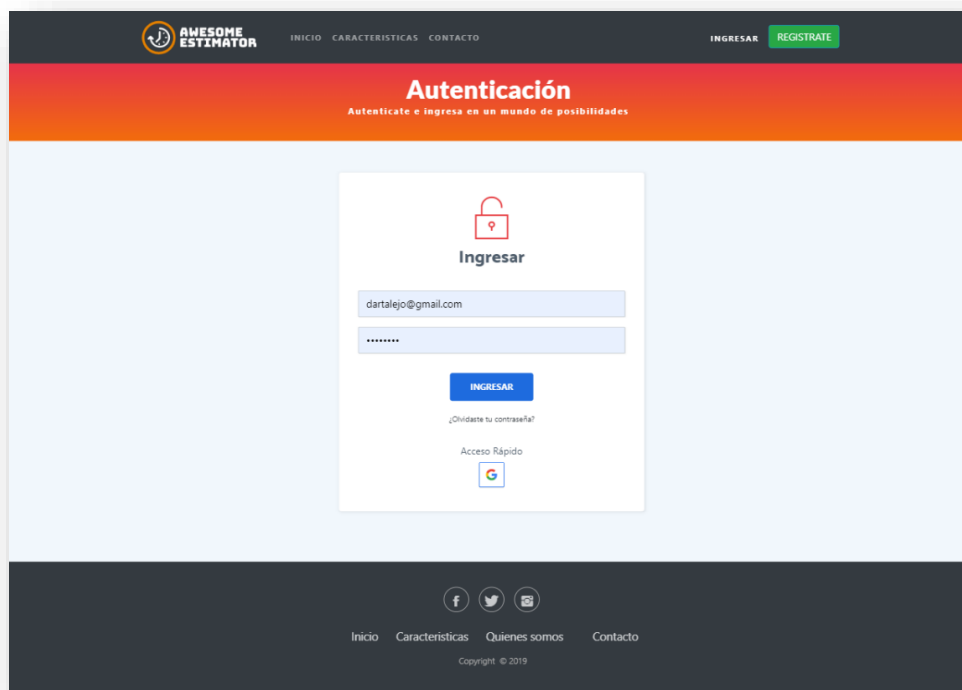 AWESOME
ESTIMATOR
INICIO CARACTERISTICAS CONTACTO
INGRESAR REGISTRATE
Autenticación
Autenticate e ingresa en un mundo de posibilidades
Ingresar
dartalejo@gmail.com
••••••••
INGRESAR
¿Olvidaste tu contraseña?
Acceso Rápido
G
Inicio Caracteristicas Quienes somos Contacto
Copyright © 2019